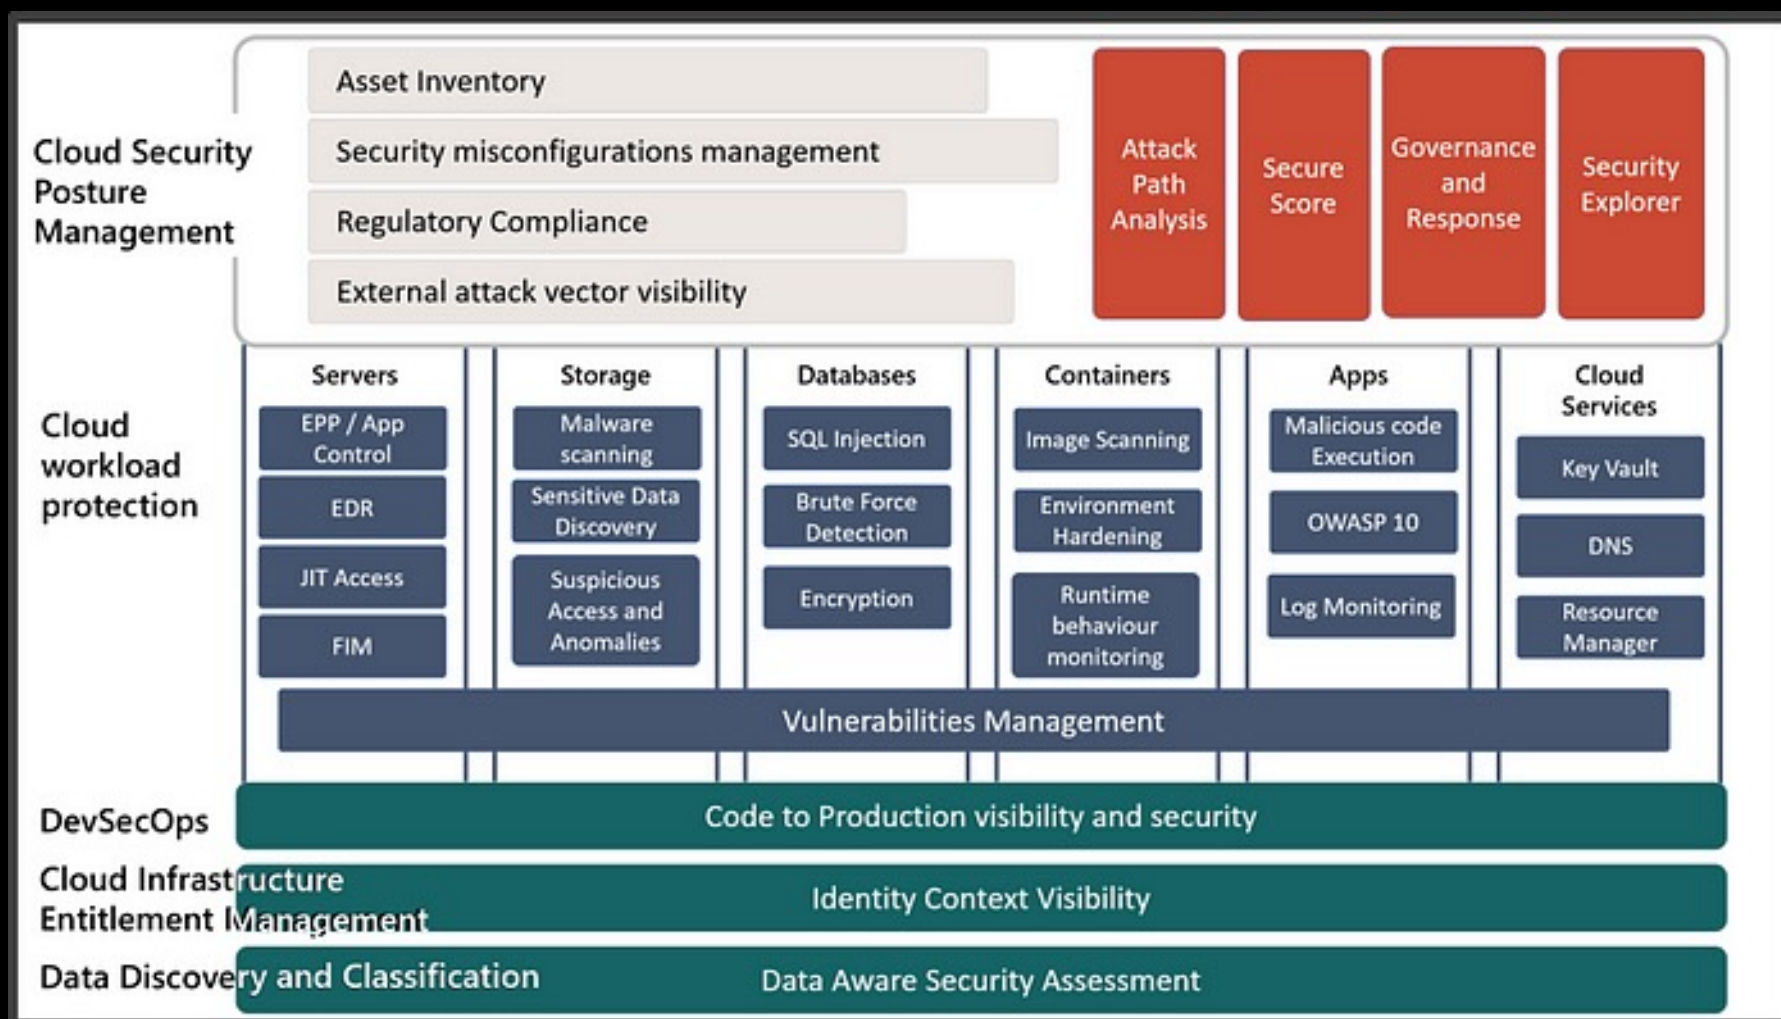 Cloud Security
Posture
Management
Asset Inventory
Security misconfigurations management
Regulatory Compliance
External attack vector visibility
Attack
Path
Analysis
Secure
Score
Governance
and
Response
Security
Explorer
Cloud
workload
protection
Servers
EPP / App
Control
EDR
JIT Access
FIM
Storage
Malware
scanning
Sensitive Data
Discovery
Suspicious
Access and
Anomalies
Databases
SQL Injection
Brute Force
Detection
Encryption
Containers
Image Scanning
Environment
Hardening
Runtime
behaviour
monitoring
Apps
Malicious code
Execution
OWASP 10
Log Monitoring
Cloud
Services
Key Vault
DNS
Resource
Manager
Vulnerabilities Management
DevSecOps
Code to Production visibility and security
Cloud Infrastructure
Entitlement Management
Identity Context Visibility
Data Discovery and Classification
Data Aware Security Assessment